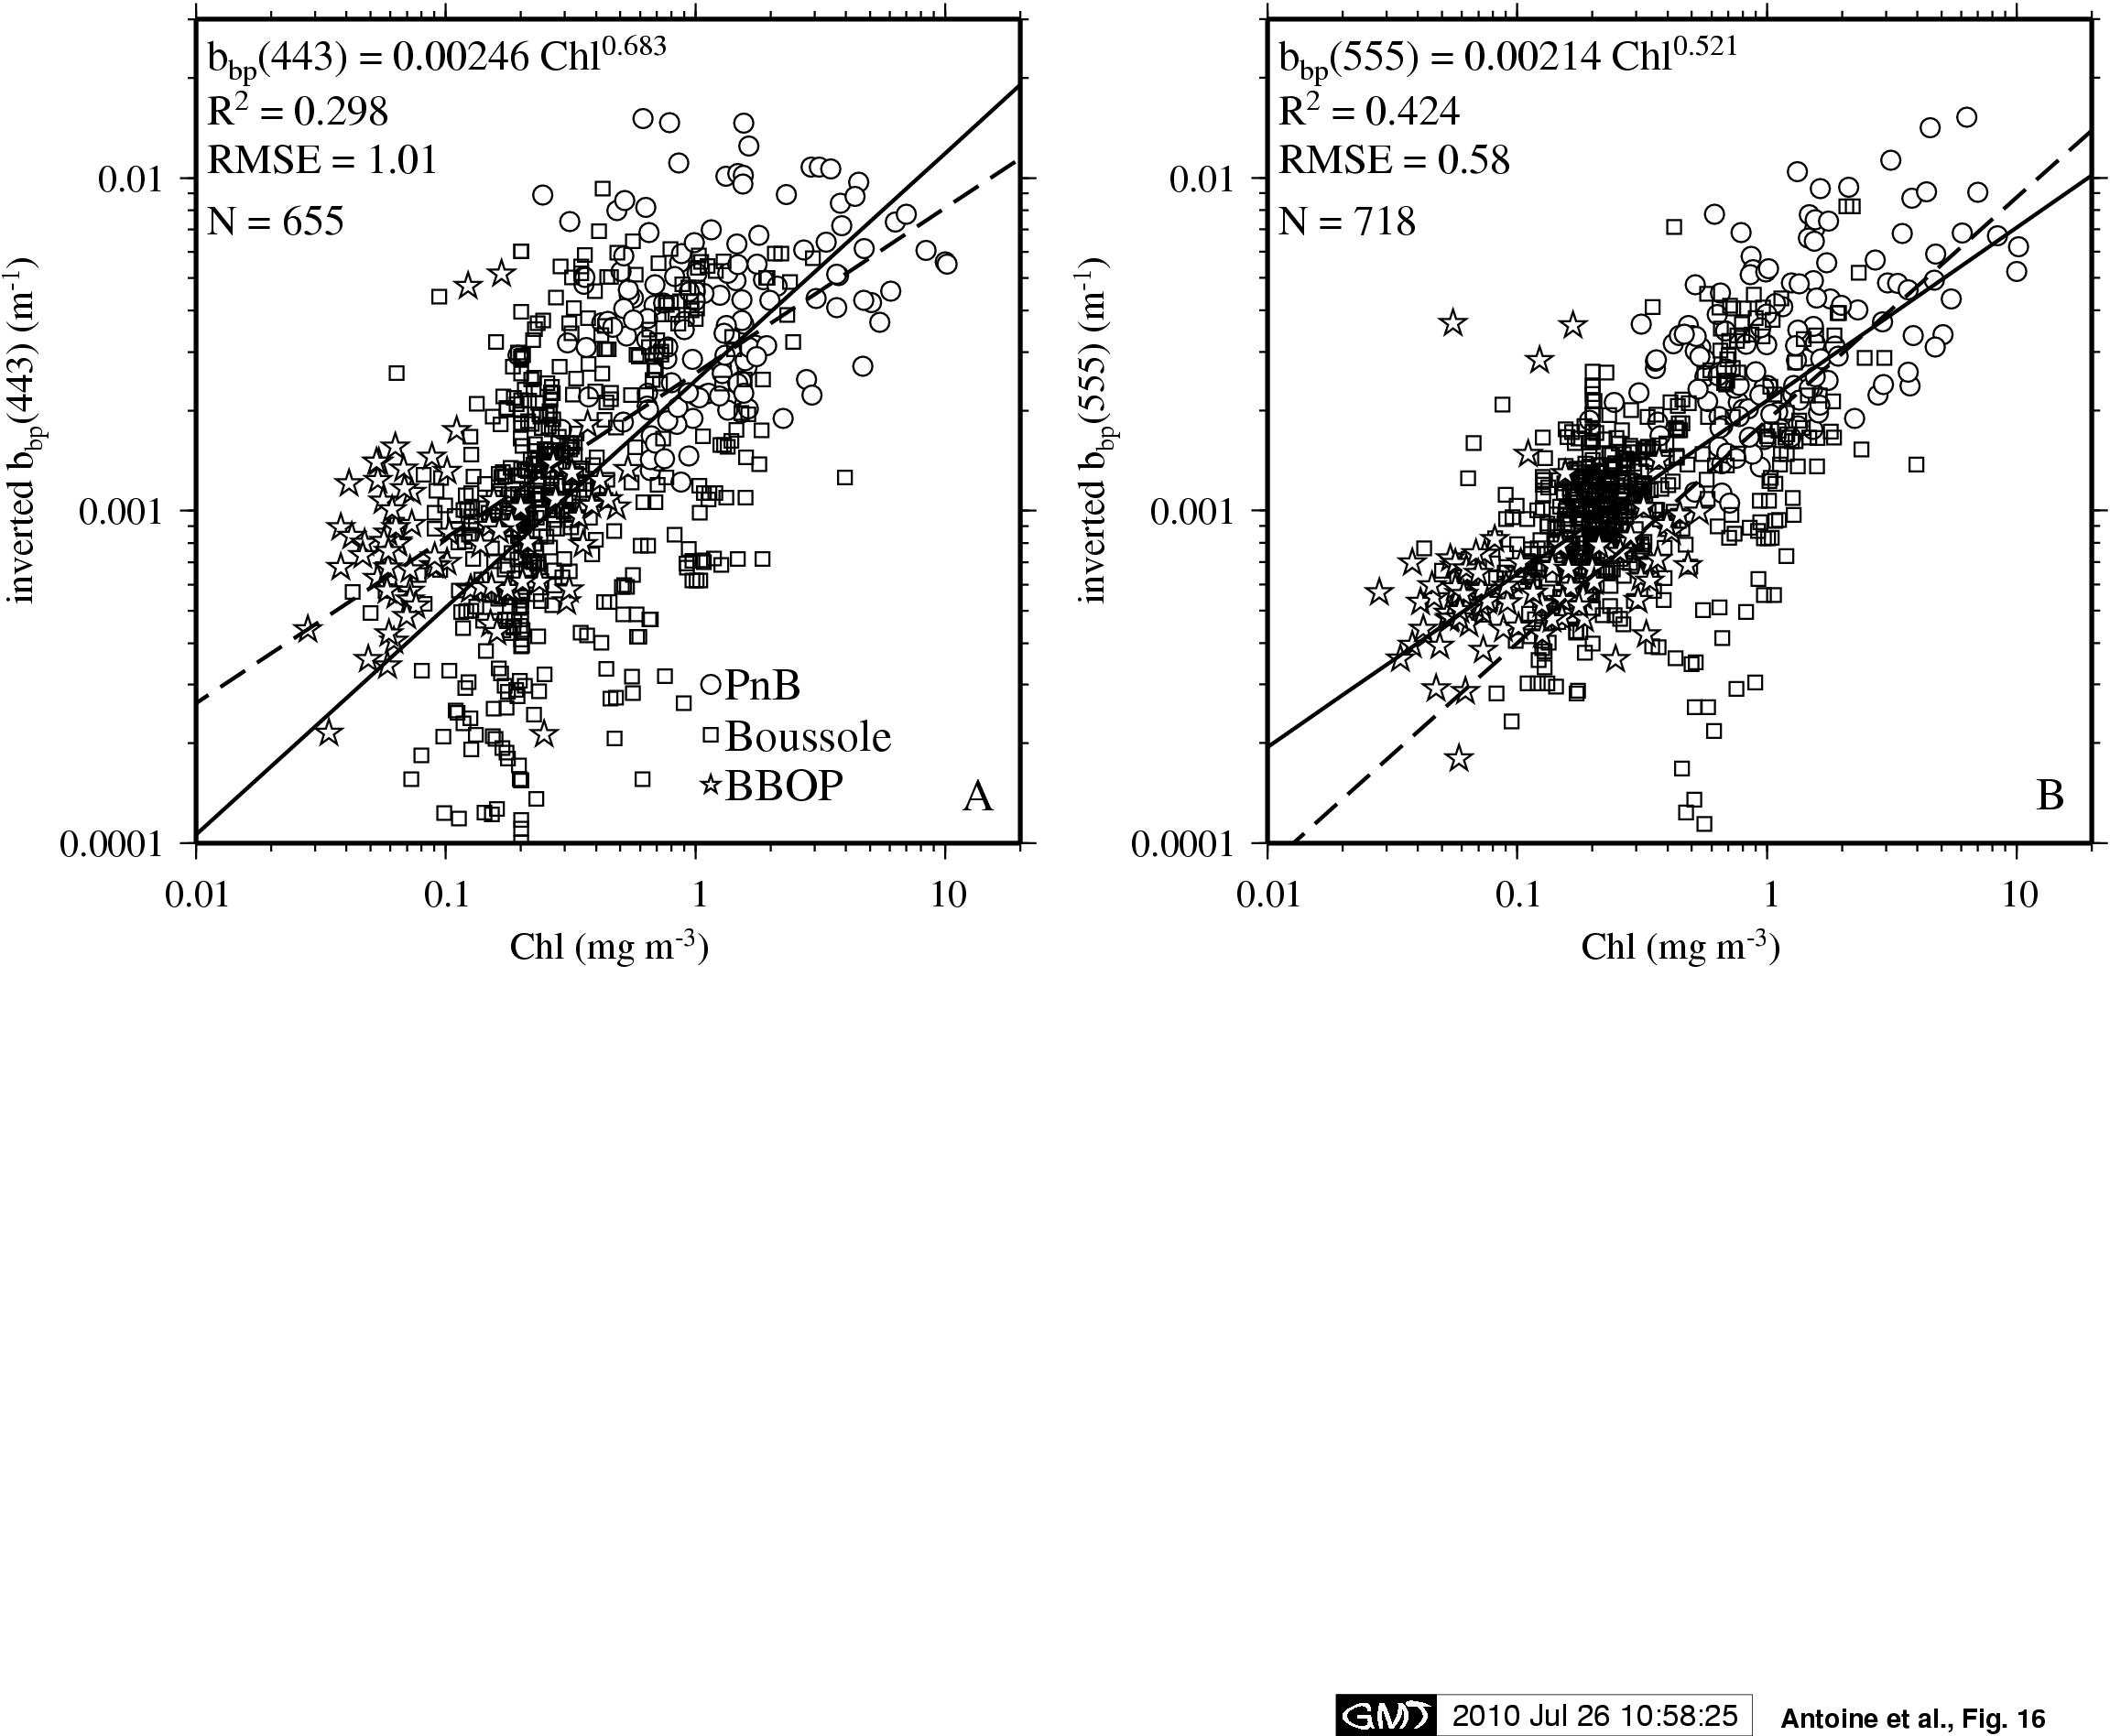 b_bp(443) = 0.00246 Chl^0.683
R^2 = 0.298
RMSE = 1.01
N = 655
0.01
0.001
0.0001
inverted b_bp(443) (m^-1)
PnB
Boussole
BBOP
A
0.01 0.1 1 10
Chl (mg m^-3)
b_bp(555) = 0.00214 Chl^0.521
R^2 = 0.424
RMSE = 0.58
N = 718
0.01
0.001
0.0001
inverted b_bp(555) (m^-1)
B
0.01 0.1 1 10
Chl (mg m^-3)
GMT 2010 Jul 26 10:58:25
Antoine et al., Fig. 16